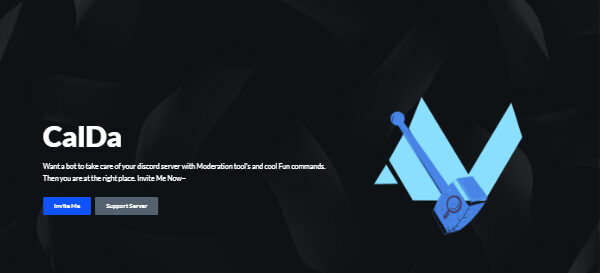 CalDa
Want a bot to take care of your discord server with Moderation tool's and cool Fun commands.
Then you are at the right place. Invite Me Now~
Invite Me
Support Server